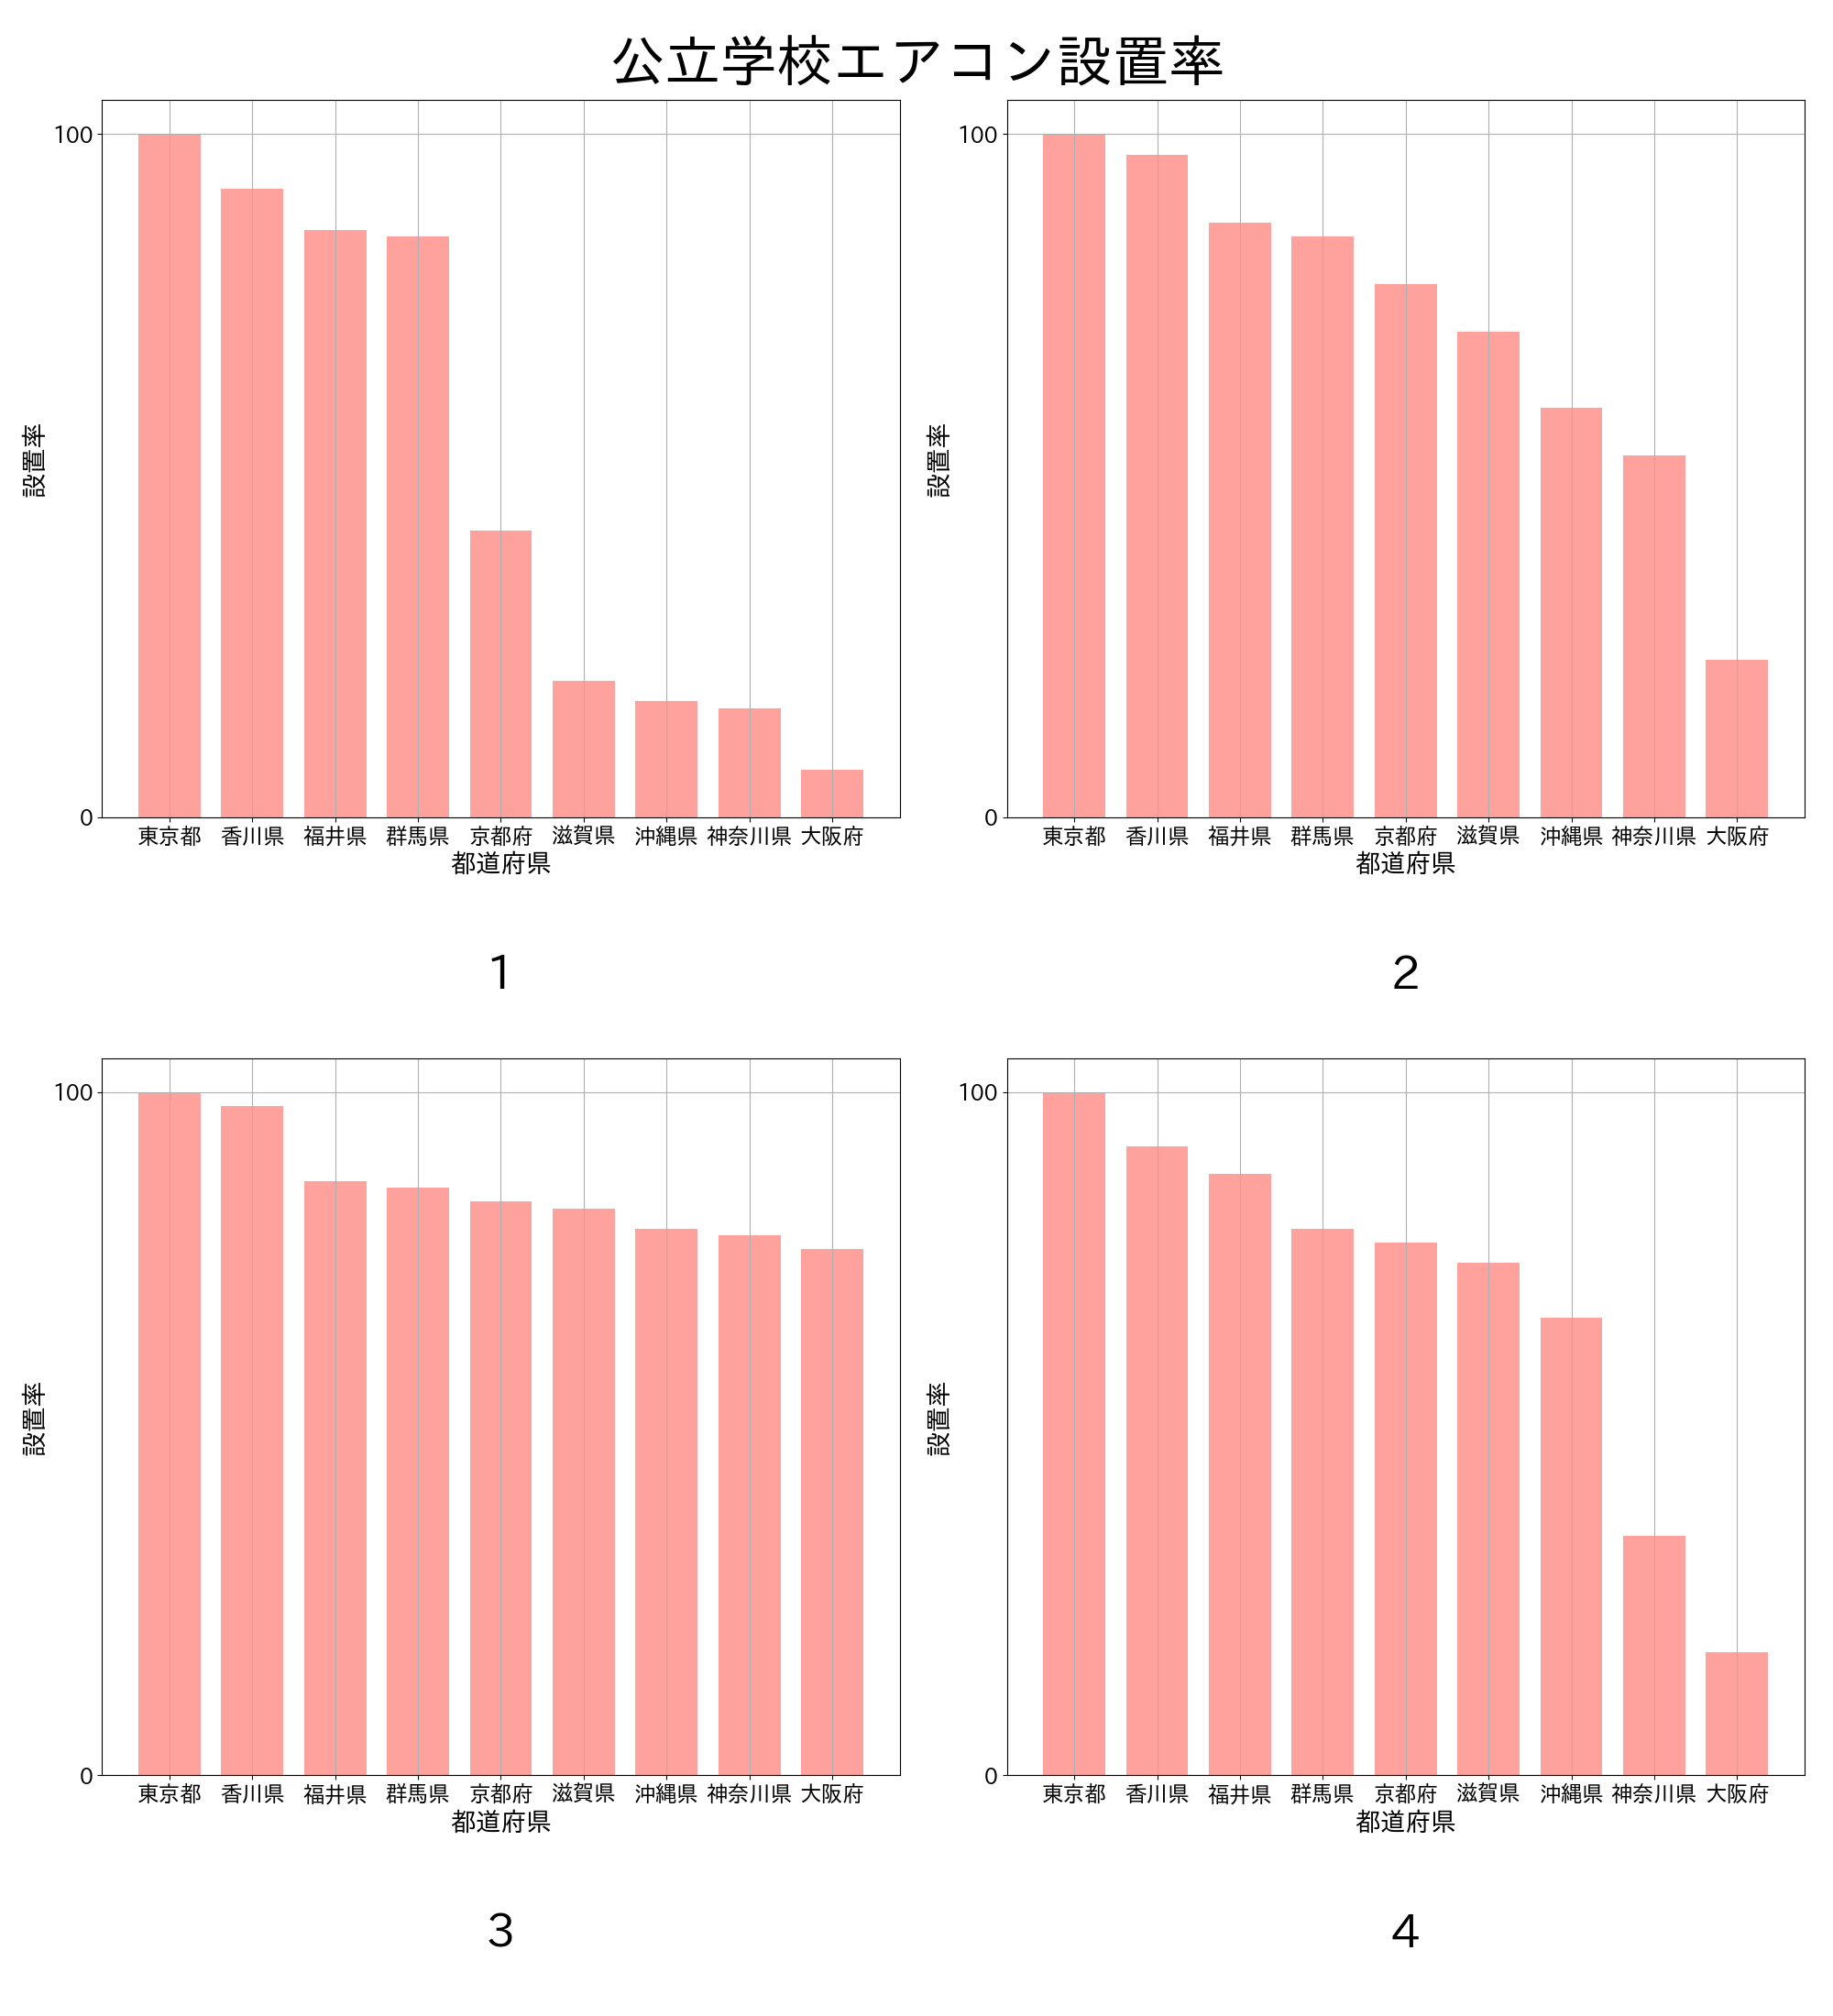 公立学校エアコン設置率
100
設置率
0
東京都 香川県 福井県 群馬県 京都府 滋賀県 沖縄県 神奈川県 大阪府
都道府県
1
100
設置率
0
東京都 香川県 福井県 群馬県 京都府 滋賀県 沖縄県 神奈川県 大阪府
都道府県
2
100
設置率
0
東京都 香川県 福井県 群馬県 京都府 滋賀県 沖縄県 神奈川県 大阪府
都道府県
3
100
設置率
0
東京都 香川県 福井県 群馬県 京都府 滋賀県 沖縄県 神奈川県 大阪府
都道府県
4